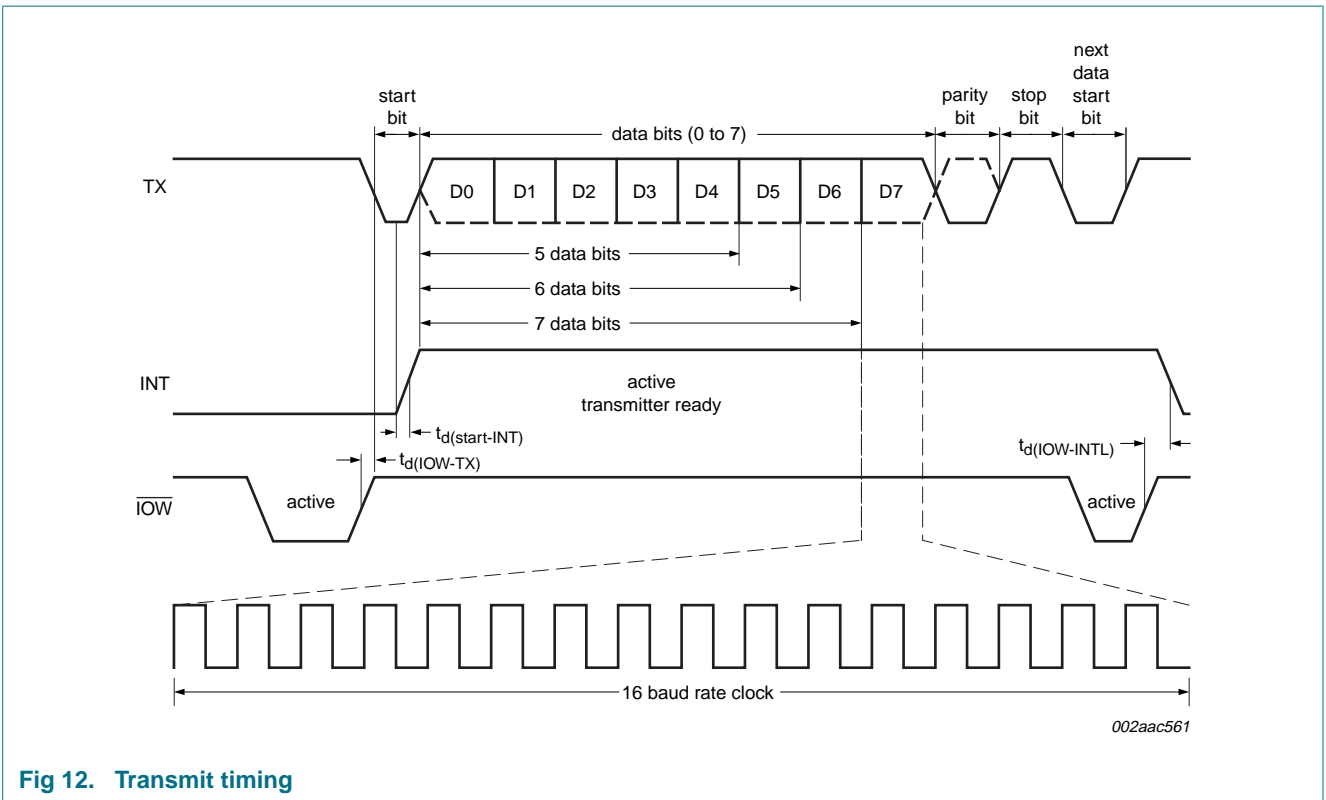 next
data
start
bit
start
bit
parity
bit
stop
bit
data bits (0 to 7)
TX
D0 D1 D2 D3 D4 D5 D6 D7
5 data bits
6 data bits
7 data bits
INT
active
transmitter ready
td(start-INT)
td(IOW-TX)
td(IOW-INTL)
IOW
active
active
16 baud rate clock
002aac561
Fig 12. Transmit timing